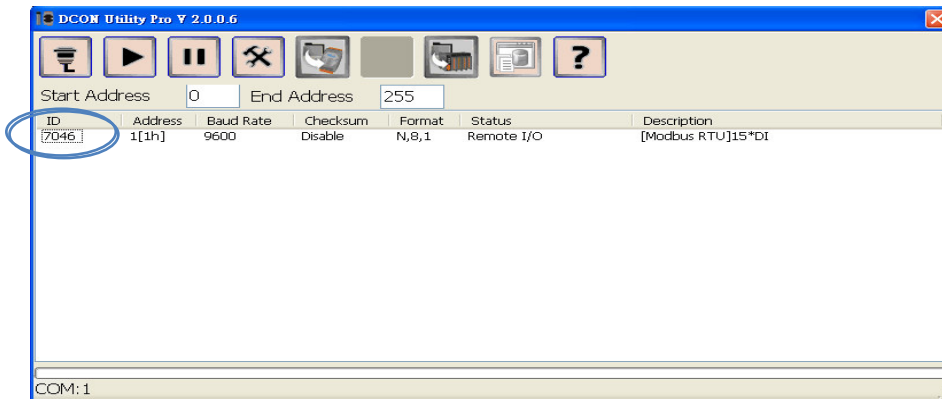 DCON Utility Pro V 2.0.0.6
?
Start Address 0 End Address 255
ID Address Baud Rate Checksum Format Status Description
7046 1[1h] 9600 Disable N,8,1 Remote I/O [Modbus RTU]15*DI
COM:1